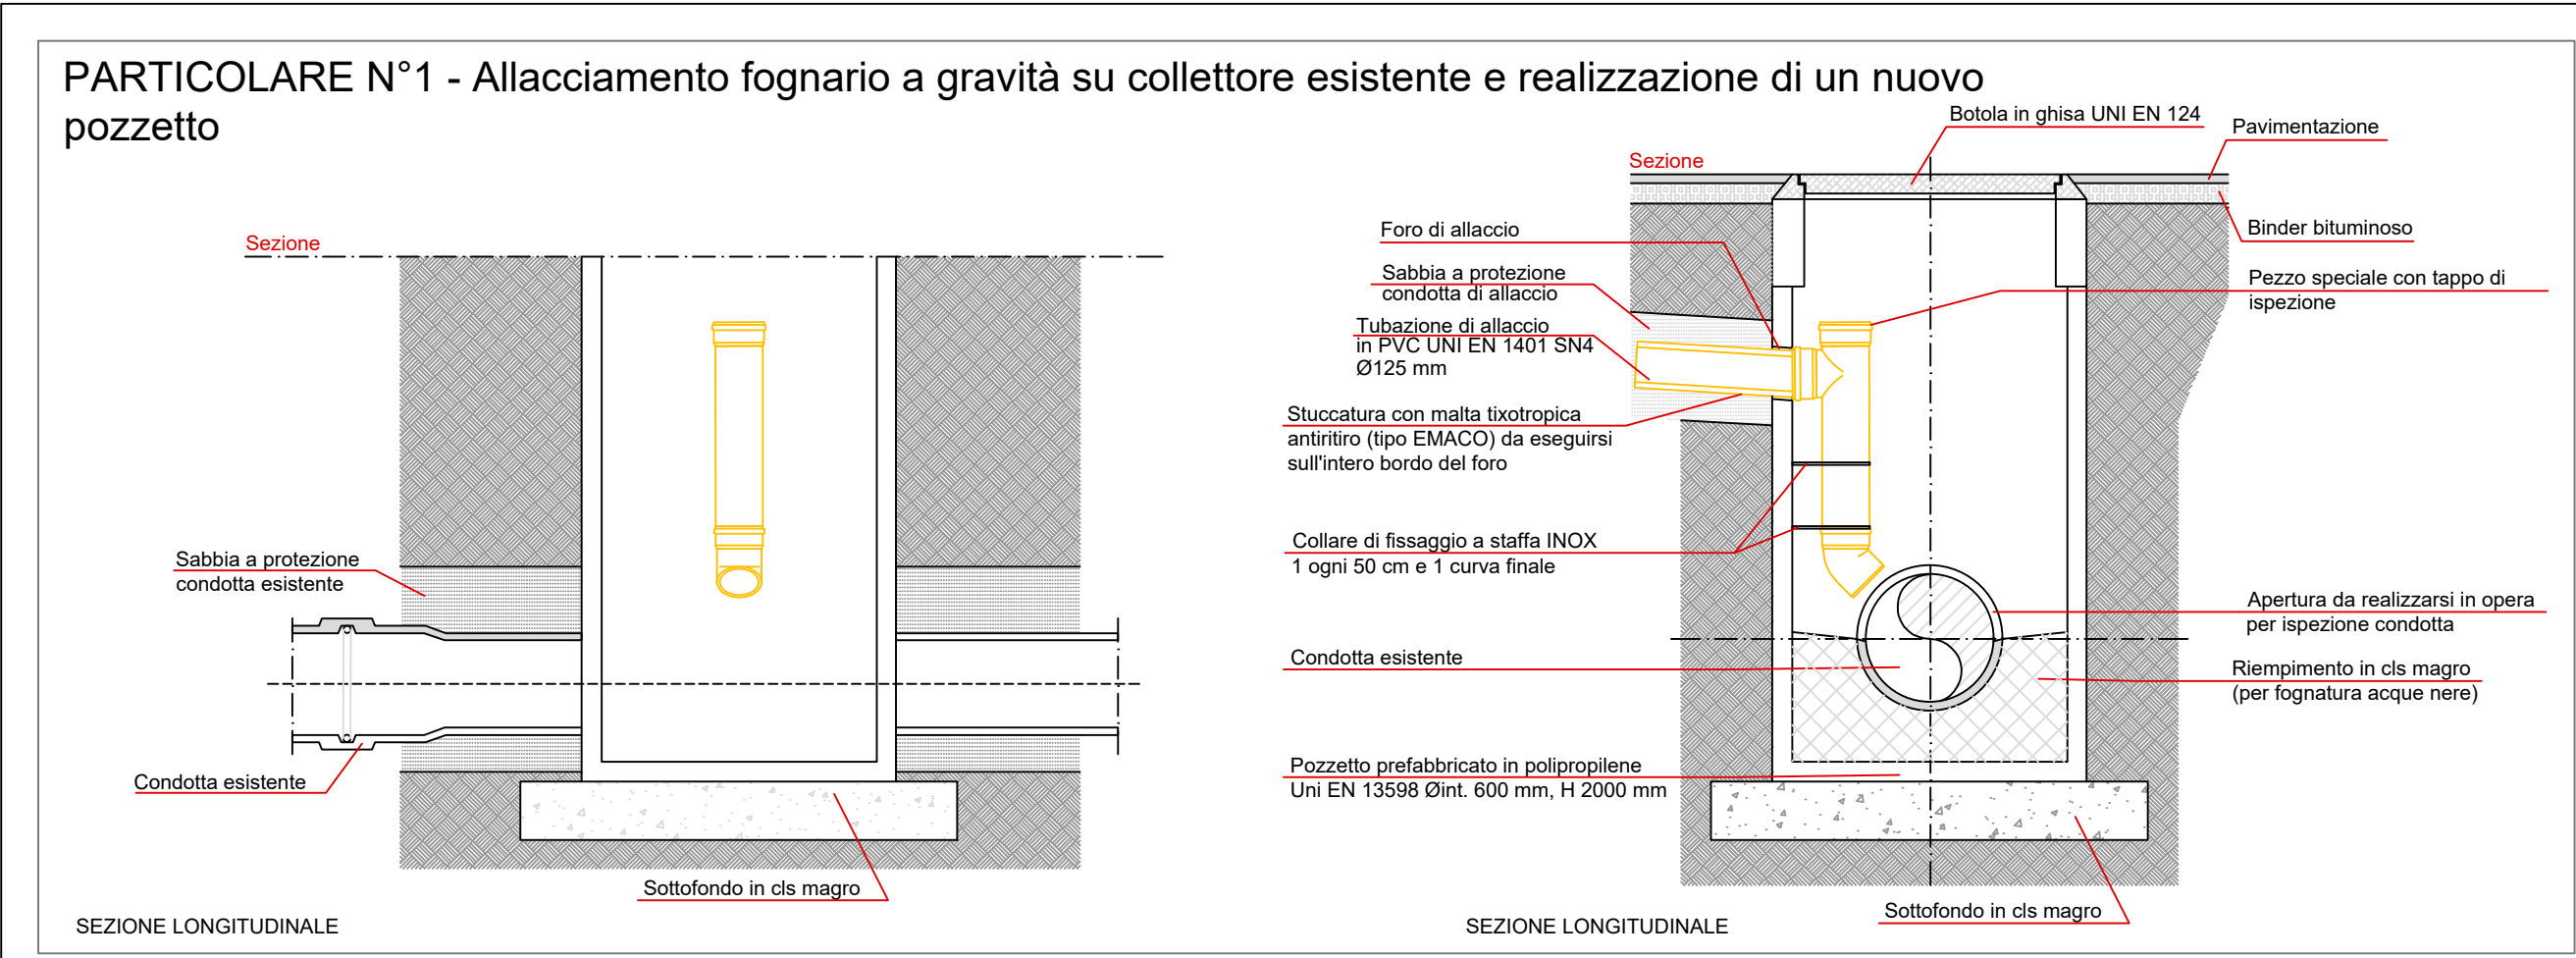 PARTICOLARE N°1 - Allacciamento fognario a gravità su collettore esistente e realizzazione di un nuovo
pozzetto
Sezione
Sabbia a protezione
condotta esistente
Condotta esistente
Sottofondo in cls magro
SEZIONE LONGITUDINALE
Botola in ghisa UNI EN 124
Pavimentazione
Sezione
Foro di allaccio
Binder bituminoso
Sabbia a protezione
condotta di allaccio
Pezzo speciale con tappo di
ispezione
Tubazione di allaccio
in PVC UNI EN 1401 SN4
Ø125 mm
Stuccatura con malta tixotropica
antiritiro (tipo EMACO) da eseguirsi
sull'intero bordo del foro
Collare di fissaggio a staffa INOX
1 ogni 50 cm e 1 curva finale
Apertura da realizzarsi in opera
per ispezione condotta
Condotta esistente
Riempimento in cls magro
(per fognatura acque nere)
Pozzetto prefabbricato in polipropilene
Uni EN 13598 Øint. 600 mm, H 2000 mm
Sottofondo in cls magro
SEZIONE LONGITUDINALE